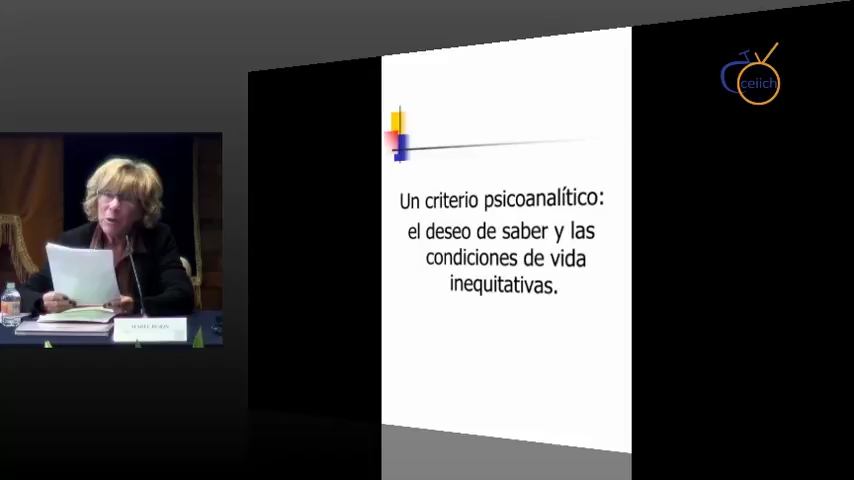 ceiich
Un criterio psicoanalítico:
el deseo de saber y las
condiciones de vida
inequitativas.